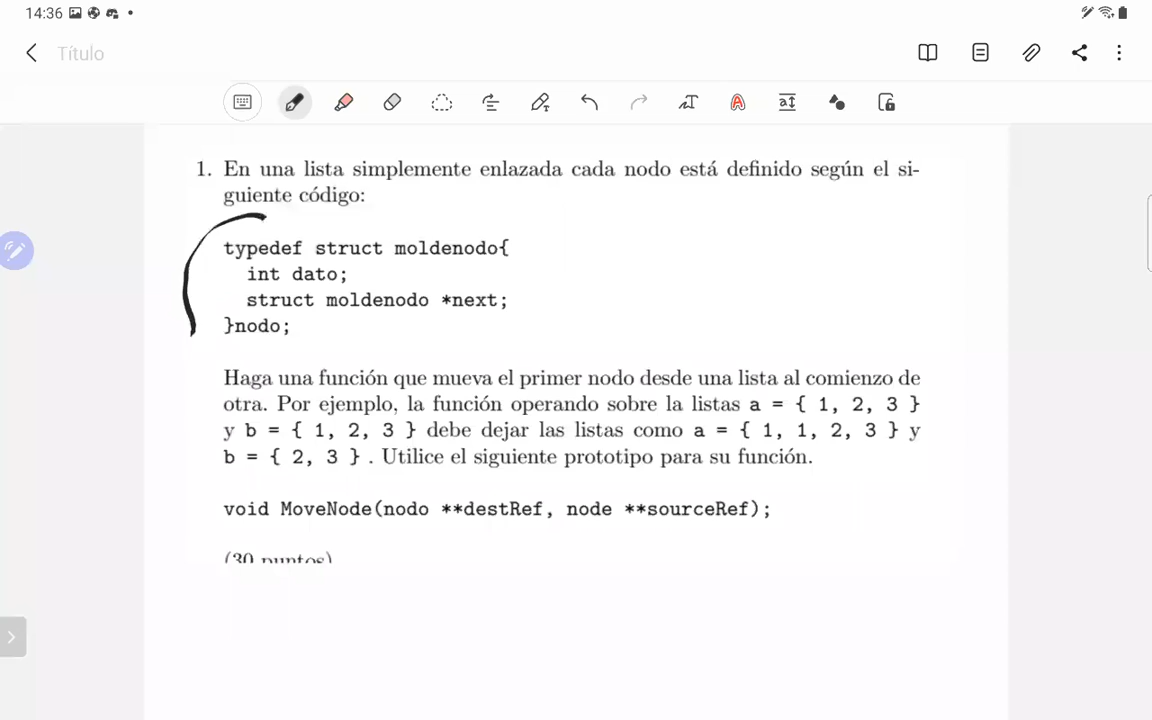 14:36
Título
1. En una lista simplemente enlazada cada nodo está definido según el si-
guiente código:
typedef struct moldenodo{
int dato;
struct moldenodo *next;
}nodo;
Haga una función que mueva el primer nodo desde una lista al comienzo de
otra. Por ejemplo, la función operando sobre la listas a = { 1, 2, 3 }
y b = { 1, 2, 3 } debe dejar las listas como a = { 1, 1, 2, 3 } y
b = { 2, 3 } . Utilice el siguiente prototipo para su función.
void MoveNode(nodo **destRef, node **sourceRef);
(30 puntos)